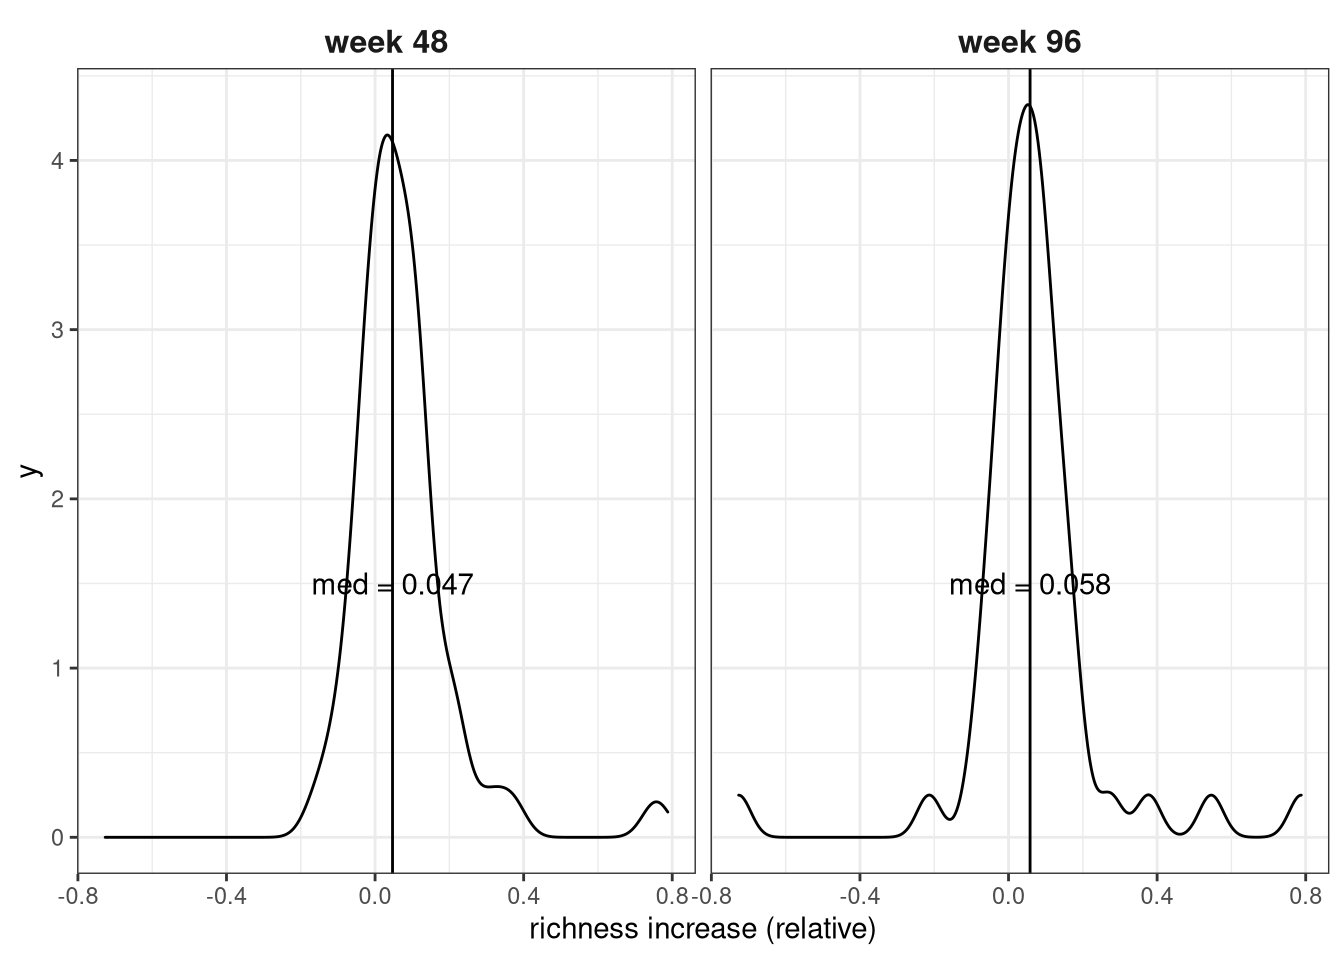 week 48
week 96
4
3
2
1
0
y
med = 0.047
med = 0.058
-0.8 -0.4 0.0 0.4 0.8
-0.8 -0.4 0.0 0.4 0.8
richness increase (relative)